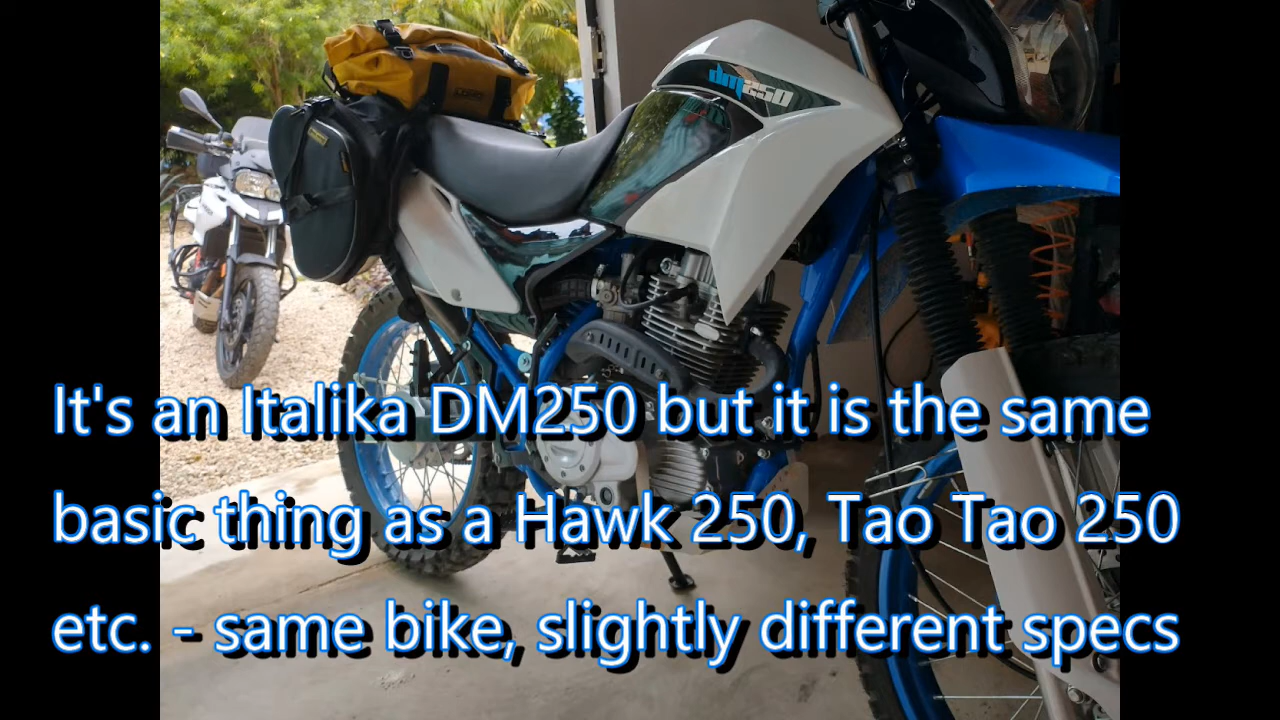 dm250
It's an Italika DM250 but it is the same
basic thing as a Hawk 250, Tao Tao 250
etc. - same bike, slightly different specs